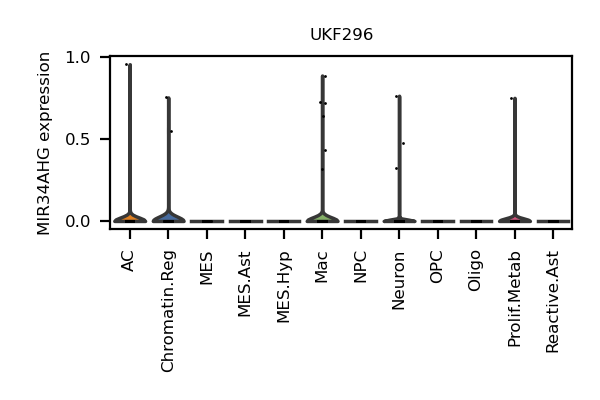 UKF296
MIR34AHG expression
1.0
0.5
0.0
AC
Chromatin.Reg
MES
MES.Ast
MES.Hyp
Mac
NPC
Neuron
OPC
Oligo
Prolif.Metab
Reactive.Ast